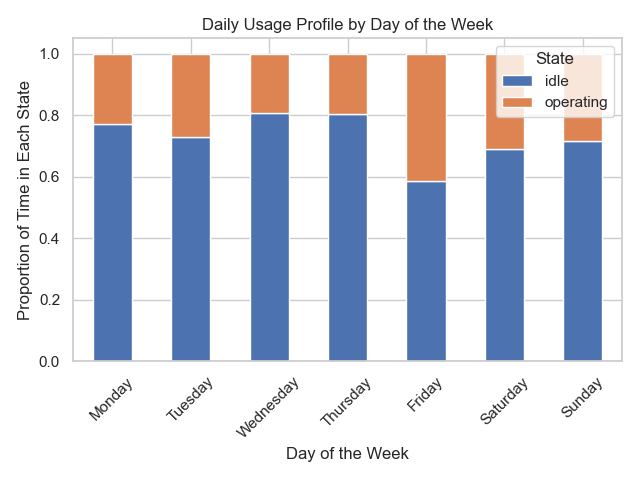 Daily Usage Profile by Day of the Week
State
idle
operating
Proportion of Time in Each State
1.0
0.8
0.6
0.4
0.2
0.0
Monday
Tuesday
Wednesday
Thursday
Friday
Saturday
Sunday
Day of the Week